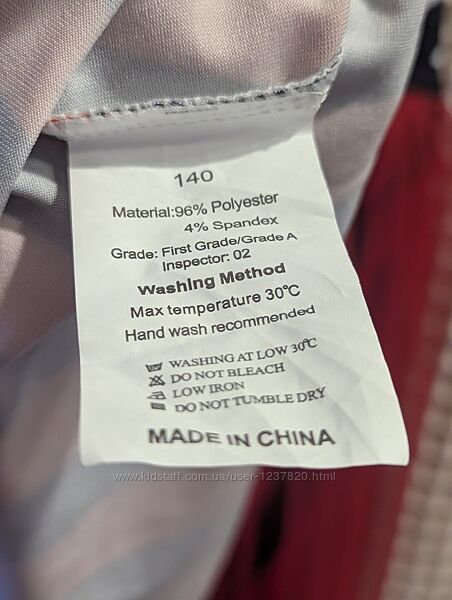 140
Material:96% Polyester
4% Spandex
Grade: First Grade/Grade A
Inspector: 02
Washing Method
Max temperature 30℃
Hand wash recommended
WASHING AT LOW 30℃
DO NOT BLEACH
LOW IRON
DO NOT TUMBLE DRY
MADE IN CHINA
www.kidstaff.com.ua/user-1237820.html